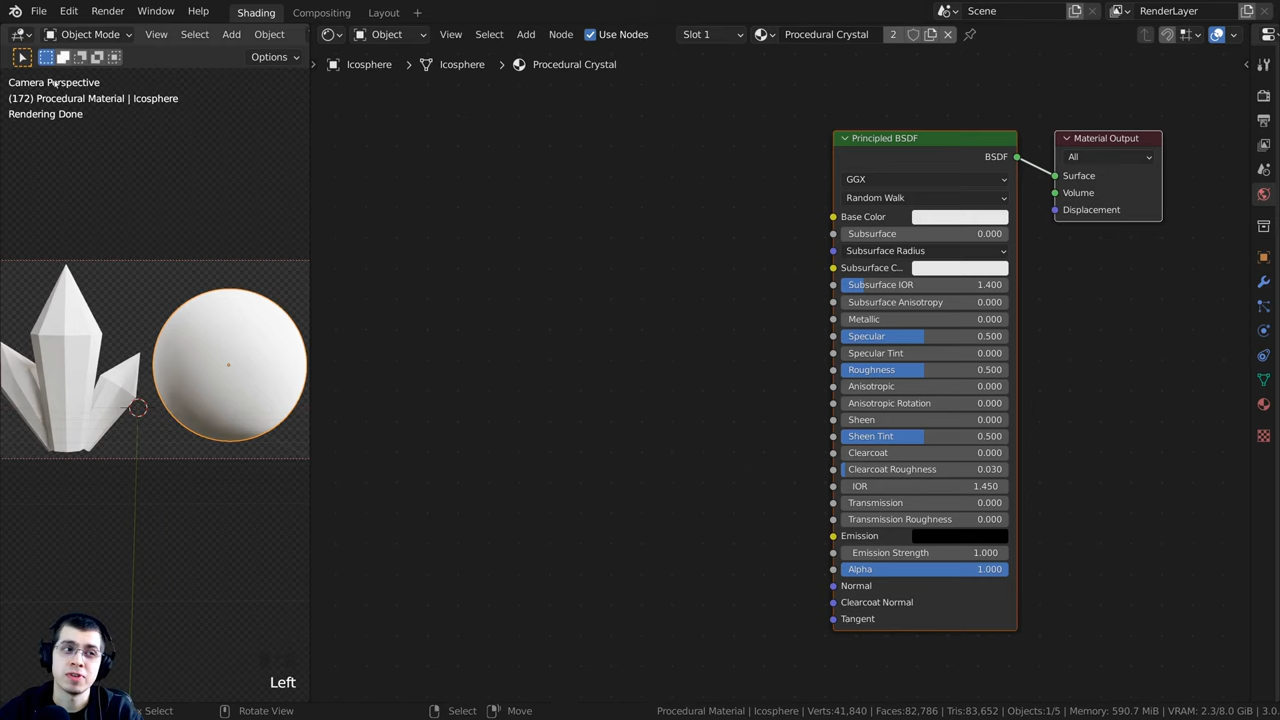 File Edit Render Window Help Shading Compositing Layout + Scene RenderLayer
Object Mode View Select Add Object Object View Select Add Node Use Nodes Slot 1 Procedural Crystal 2
Options Icosphere > Icosphere > Procedural Crystal
Camera Perspective
(172) Procedural Material | Icosphere
Rendering Done
Principled BSDF
BSDF
GGX
Random Walk
Base Color
Subsurface 0.000
Subsurface Radius
Subsurface C...
Subsurface IOR 1.400
Subsurface Anisotropy 0.000
Metallic 0.000
Specular 0.500
Specular Tint 0.000
Roughness 0.500
Anisotropic 0.000
Anisotropic Rotation 0.000
Sheen 0.000
Sheen Tint 0.500
Clearcoat 0.000
Clearcoat Roughness 0.030
IOR 1.450
Transmission 0.000
Transmission Roughness 0.000
Emission
Emission Strength 1.000
Alpha 1.000
Normal
Clearcoat Normal
Tangent
Material Output
All
Surface
Volume
Displacement
Left
Select Rotate View Select Move Procedural Material | Icosphere | Verts:41,840 | Faces:82,786 | Tris:83,652 | Objects:1/5 | Memory: 590.7 MiB | VRAM: 2.3/8.0 GiB | 3.0